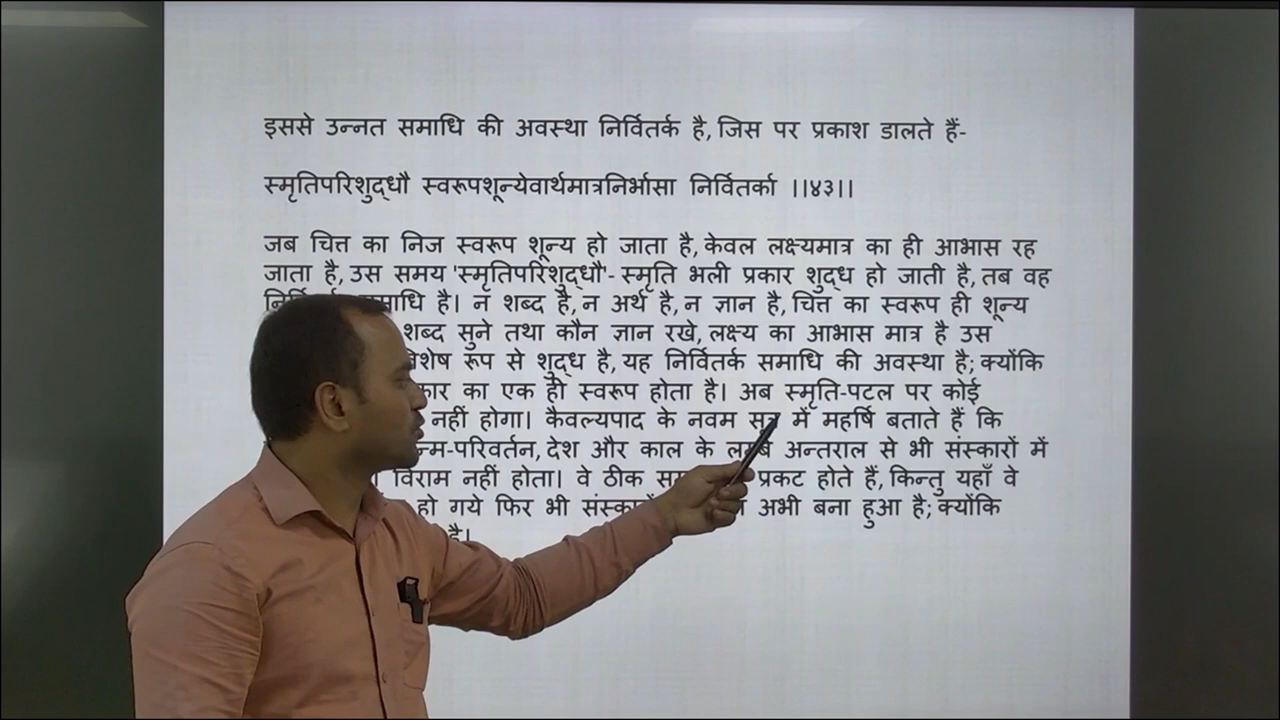 इससे उन्नत समाधि की अवस्था निर्वितर्क है, जिस पर प्रकाश डालते हैं-
स्मृतिपरिशुद्धौ स्वरूपशून्येवार्थमात्रनिर्भासा निर्वितर्का ।।४३।।
जब चित्त का निज स्वरूप शून्य हो जाता है, केवल लक्ष्यमात्र का ही आभास रह
जाता है, उस समय 'स्मृतिपरिशुद्धौ'- स्मृति भली प्रकार शुद्ध हो जाती है, तब वह
है। न शब्द है, न अर्थ है, न ज्ञान है, चित्त का स्वरूप ही शून्य
शब्द सुने तथा कौन ज्ञान रखे, लक्ष्य का आभास मात्र है उस
रूप से शुद्ध है, यह निर्वितर्क समाधि की अवस्था है; क्योंकि
का एक ही स्वरूप होता है। अब स्मृति-पटल पर कोई
नहीं होगा। कैवल्यपाद के नवम सूत्र में महर्षि बताते हैं कि
देश और काल के अन्तराल से भी संस्कारों में
विराम नहीं होता। वे ठीक प्रकट होते हैं, किन्तु यहाँ वे
हो गये फिर भी अभी बना हुआ है; क्योंकि
है।